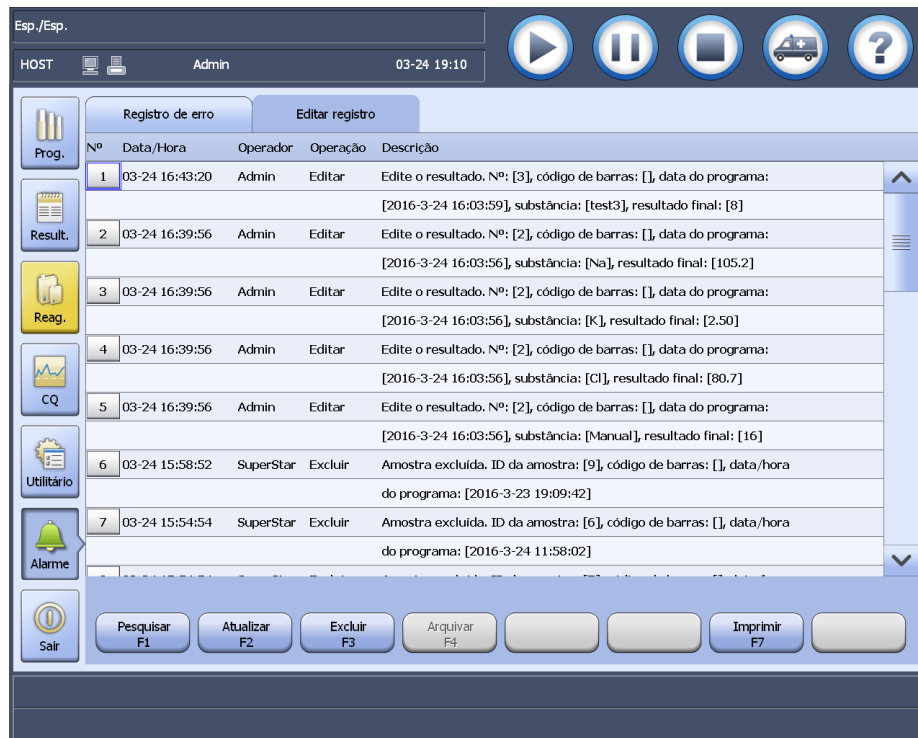 Esp./Esp.
HOST Admin 03-24 19:10
Registro de erro Editar registro
Nº Data/Hora Operador Operação Descrição
1 03-24 16:43:20 Admin Editar Edite o resultado. Nº: [3], código de barras: [], data do programa:
[2016-3-24 16:03:59], substância: [test3], resultado final: [8]
2 03-24 16:39:56 Admin Editar Edite o resultado. Nº: [2], código de barras: [], data do programa:
[2016-3-24 16:03:56], substância: [Na], resultado final: [105.2]
3 03-24 16:39:56 Admin Editar Edite o resultado. Nº: [2], código de barras: [], data do programa:
[2016-3-24 16:03:56], substância: [K], resultado final: [2.50]
4 03-24 16:39:56 Admin Editar Edite o resultado. Nº: [2], código de barras: [], data do programa:
[2016-3-24 16:03:56], substância: [Cl], resultado final: [80.7]
5 03-24 16:39:56 Admin Editar Edite o resultado. Nº: [2], código de barras: [], data do programa:
[2016-3-24 16:03:56], substância: [Manual], resultado final: [16]
6 03-24 15:58:52 SuperStar Excluir Amostra excluída. ID da amostra: [9], código de barras: [], data/hora
do programa: [2016-3-23 19:09:42]
7 03-24 15:54:54 SuperStar Excluir Amostra excluída. ID da amostra: [6], código de barras: [], data/hora
do programa: [2016-3-24 11:58:02]
Prog.
Result.
Reag.
CQ
Utilitário
Alarme
Sair
Pesquisar F1
Atualizar F2
Excluir F3
Arquivar F4
Imprimir F7